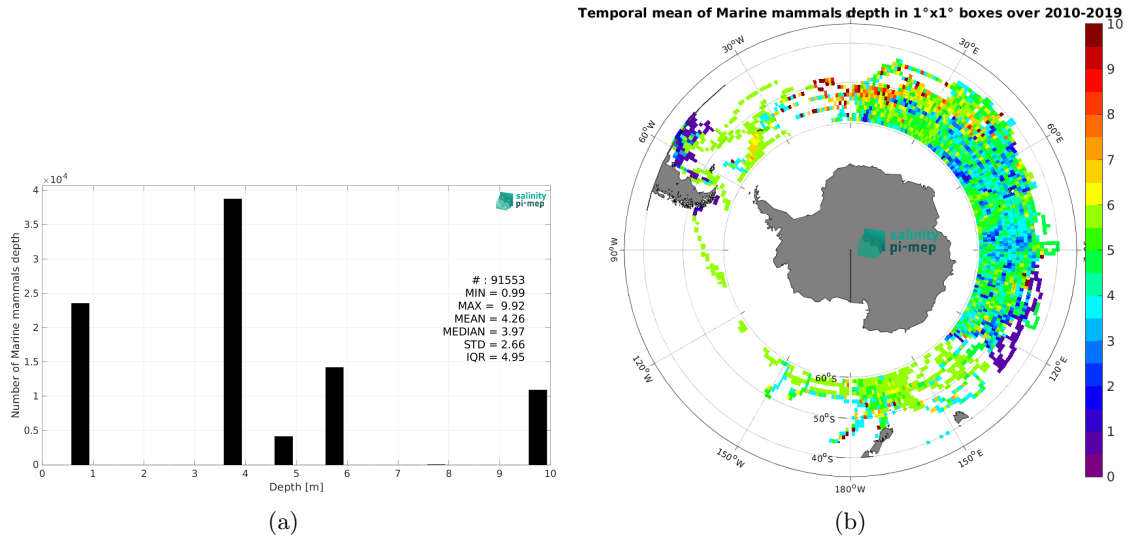 ×10⁴
4
3.5
3
2.5
2
1.5
1
0.5
0
Number of Marine mammals depth
0 1 2 3 4 5 6 7 8 9 10
Depth [m]
salinity
pi-mep
# : 91553
MIN = 0.99
MAX = 9.92
MEAN = 4.26
MEDIAN = 3.97
STD = 2.66
IQR = 4.95
(a)
Temporal mean of Marine mammals depth in 1°x1° boxes over 2010-2019
30°W
30°E
60°W
60°E
90°W
120°W
120°E
150°W
150°E
180°W
60°S
50°S
40°S
salinity
pi-mep
10
9
8
7
6
5
4
3
2
1
0
(b)